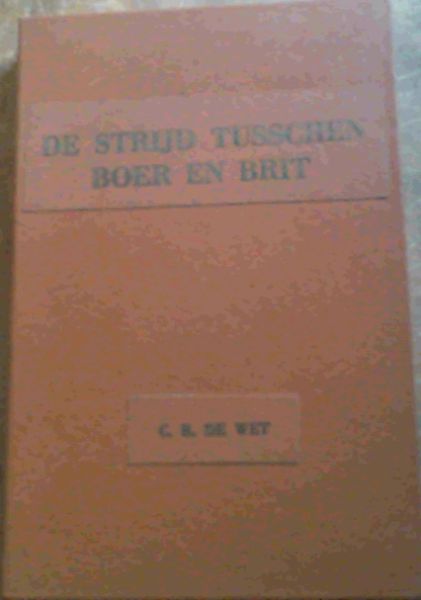 DE STRIJD TUSSCHEN
BOER EN BRIT
C. R. DE WET